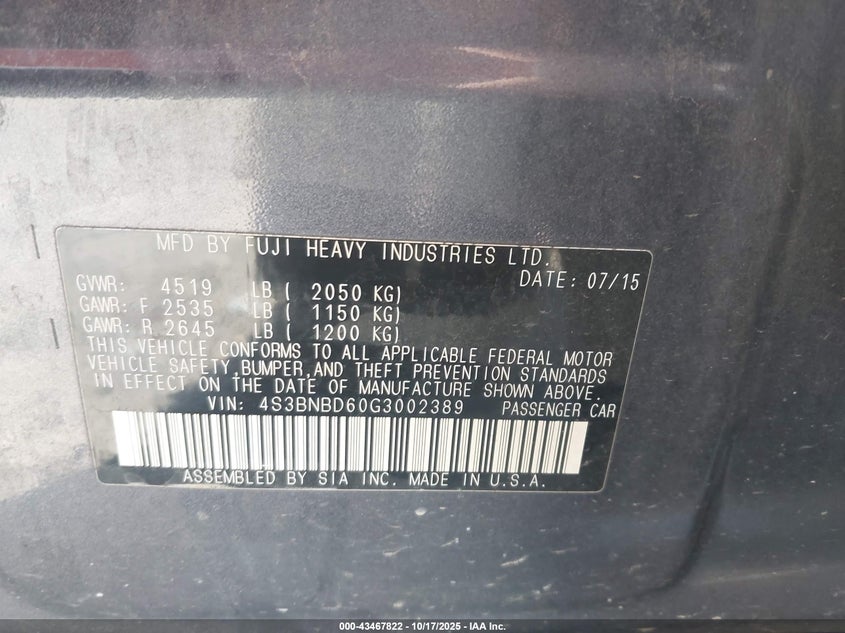 MFD BY FUJI HEAVY INDUSTRIES LTD.
DATE: 07/15
GVWR: 4519 LB ( 2050 KG)
GAWR: F 2535 LB ( 1150 KG)
GAWR: R 2645 LB ( 1200 KG)
THIS VEHICLE CONFORMS TO ALL APPLICABLE FEDERAL MOTOR
VEHICLE SAFETY,BUMPER,AND THEFT PREVENTION STANDARDS
IN EFFECT ON THE DATE OF MANUFACTURE SHOWN ABOVE.
VIN: 4S3BNBD60G3002389 PASSENGER CAR
ASSEMBLED BY SIA INC. MADE IN U.S.A.
000-43467822 - 10/17/2025 - IAA Inc.